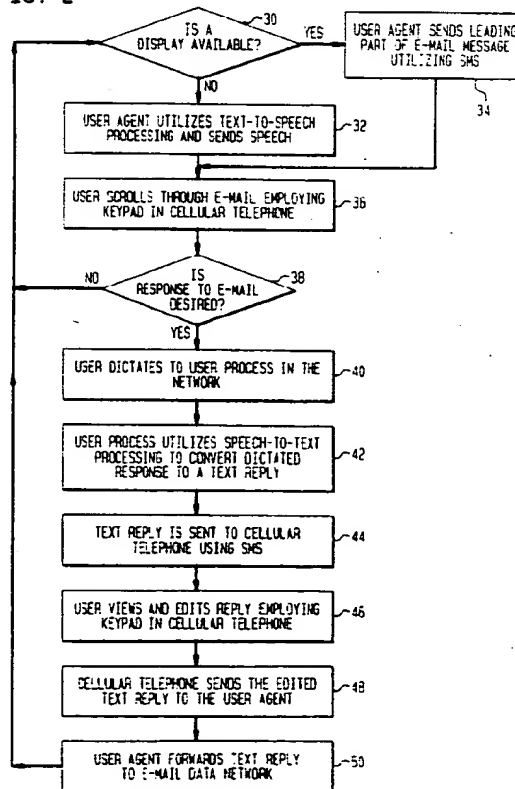 30
IS A
DISPLAY AVAILABLE?
YES
USER AGENT SENDS LEADING
PART OF E-MAIL MESSAGE
UTILIZING SMS
34
NO
USER AGENT UTILIZES TEXT-TO-SPEECH
PROCESSING AND SENDS SPEECH
32
USER SCROLLS THROUGH E-MAIL EMPLOYING
KEYPAD IN CELLULAR TELEPHONE
36
NO
IS
RESPONSE TO E-MAIL
DESIRED?
38
YES
USER DICTATES TO USER PROCESS IN THE
NETWORK
40
USER PROCESS UTILIZES SPEECH-TO-TEXT
PROCESSING TO CONVERT DICTATED
RESPONSE TO A TEXT REPLY
42
TEXT REPLY IS SENT TO CELLULAR
TELEPHONE USING SMS
44
USER VIEWS AND EDITS REPLY EMPLOYING
KEYPAD IN CELLULAR TELEPHONE
46
CELLULAR TELEPHONE SENDS THE EDITED
TEXT REPLY TO THE USER AGENT
48
USER AGENT FORWARDS TEXT REPLY
TO E-MAIL DATA NETWORK
50